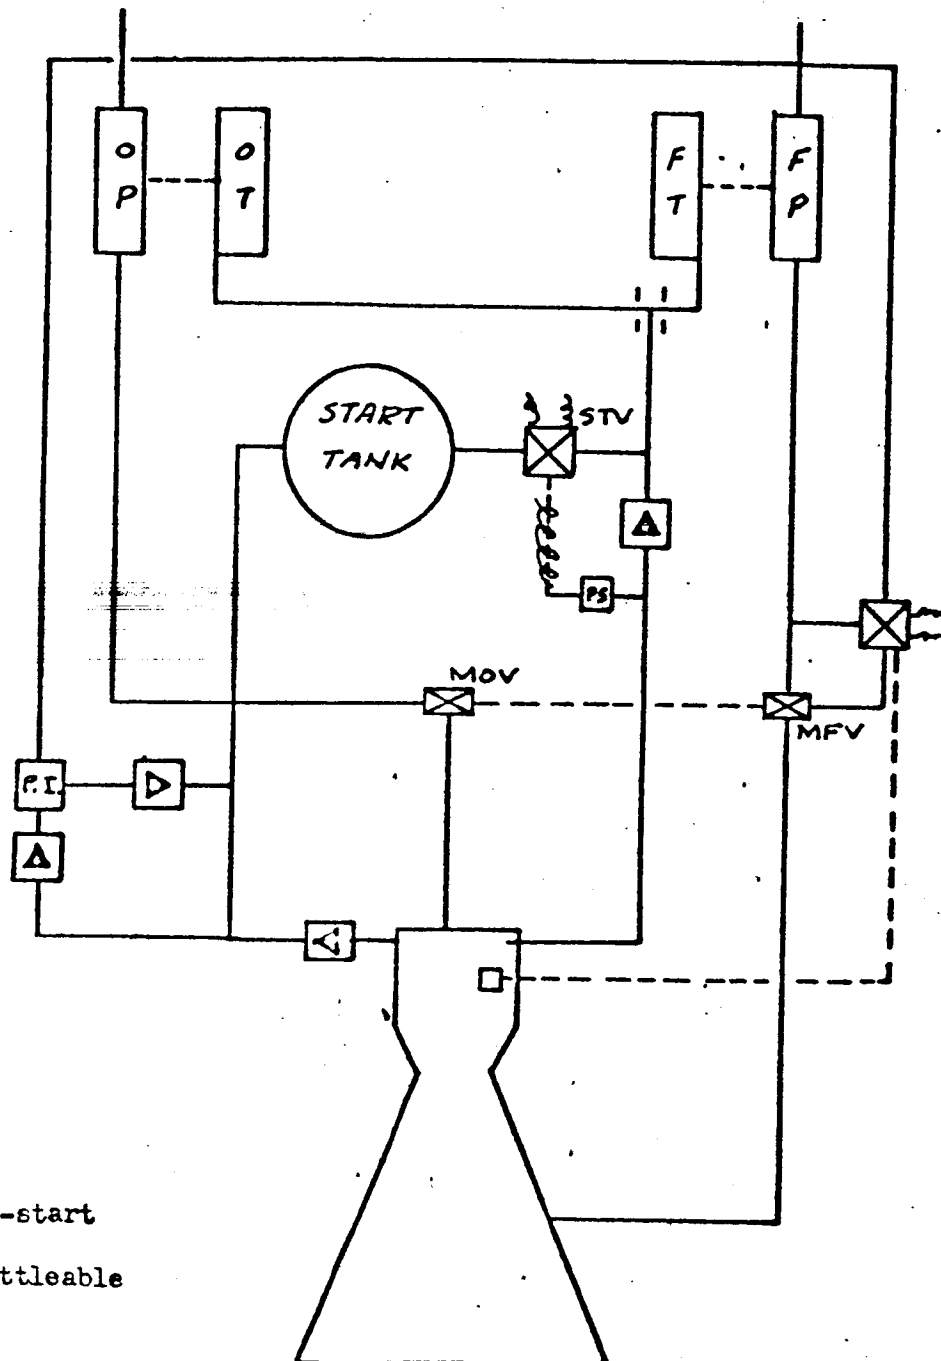 O P
O T
F T
F P
START
TANK
STV
PS
MOV
MFV
P.I.
-start
ttleable